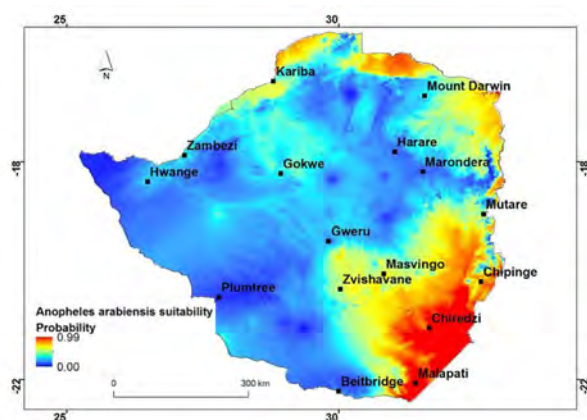 25
30
N
Kariba
Mount Darwin
Zambezi
Harare
-18
-18
Hwange
Gokwe
Marondera
Mutare
Gweru
Masvingo
Chipinge
Plumtree
Zvishavane
Anopheles arabiensis suitability
Probability
0.99
0.00
Chiredzi
Malapati
-22
-22
0
300 km
Beitbridge
25
30